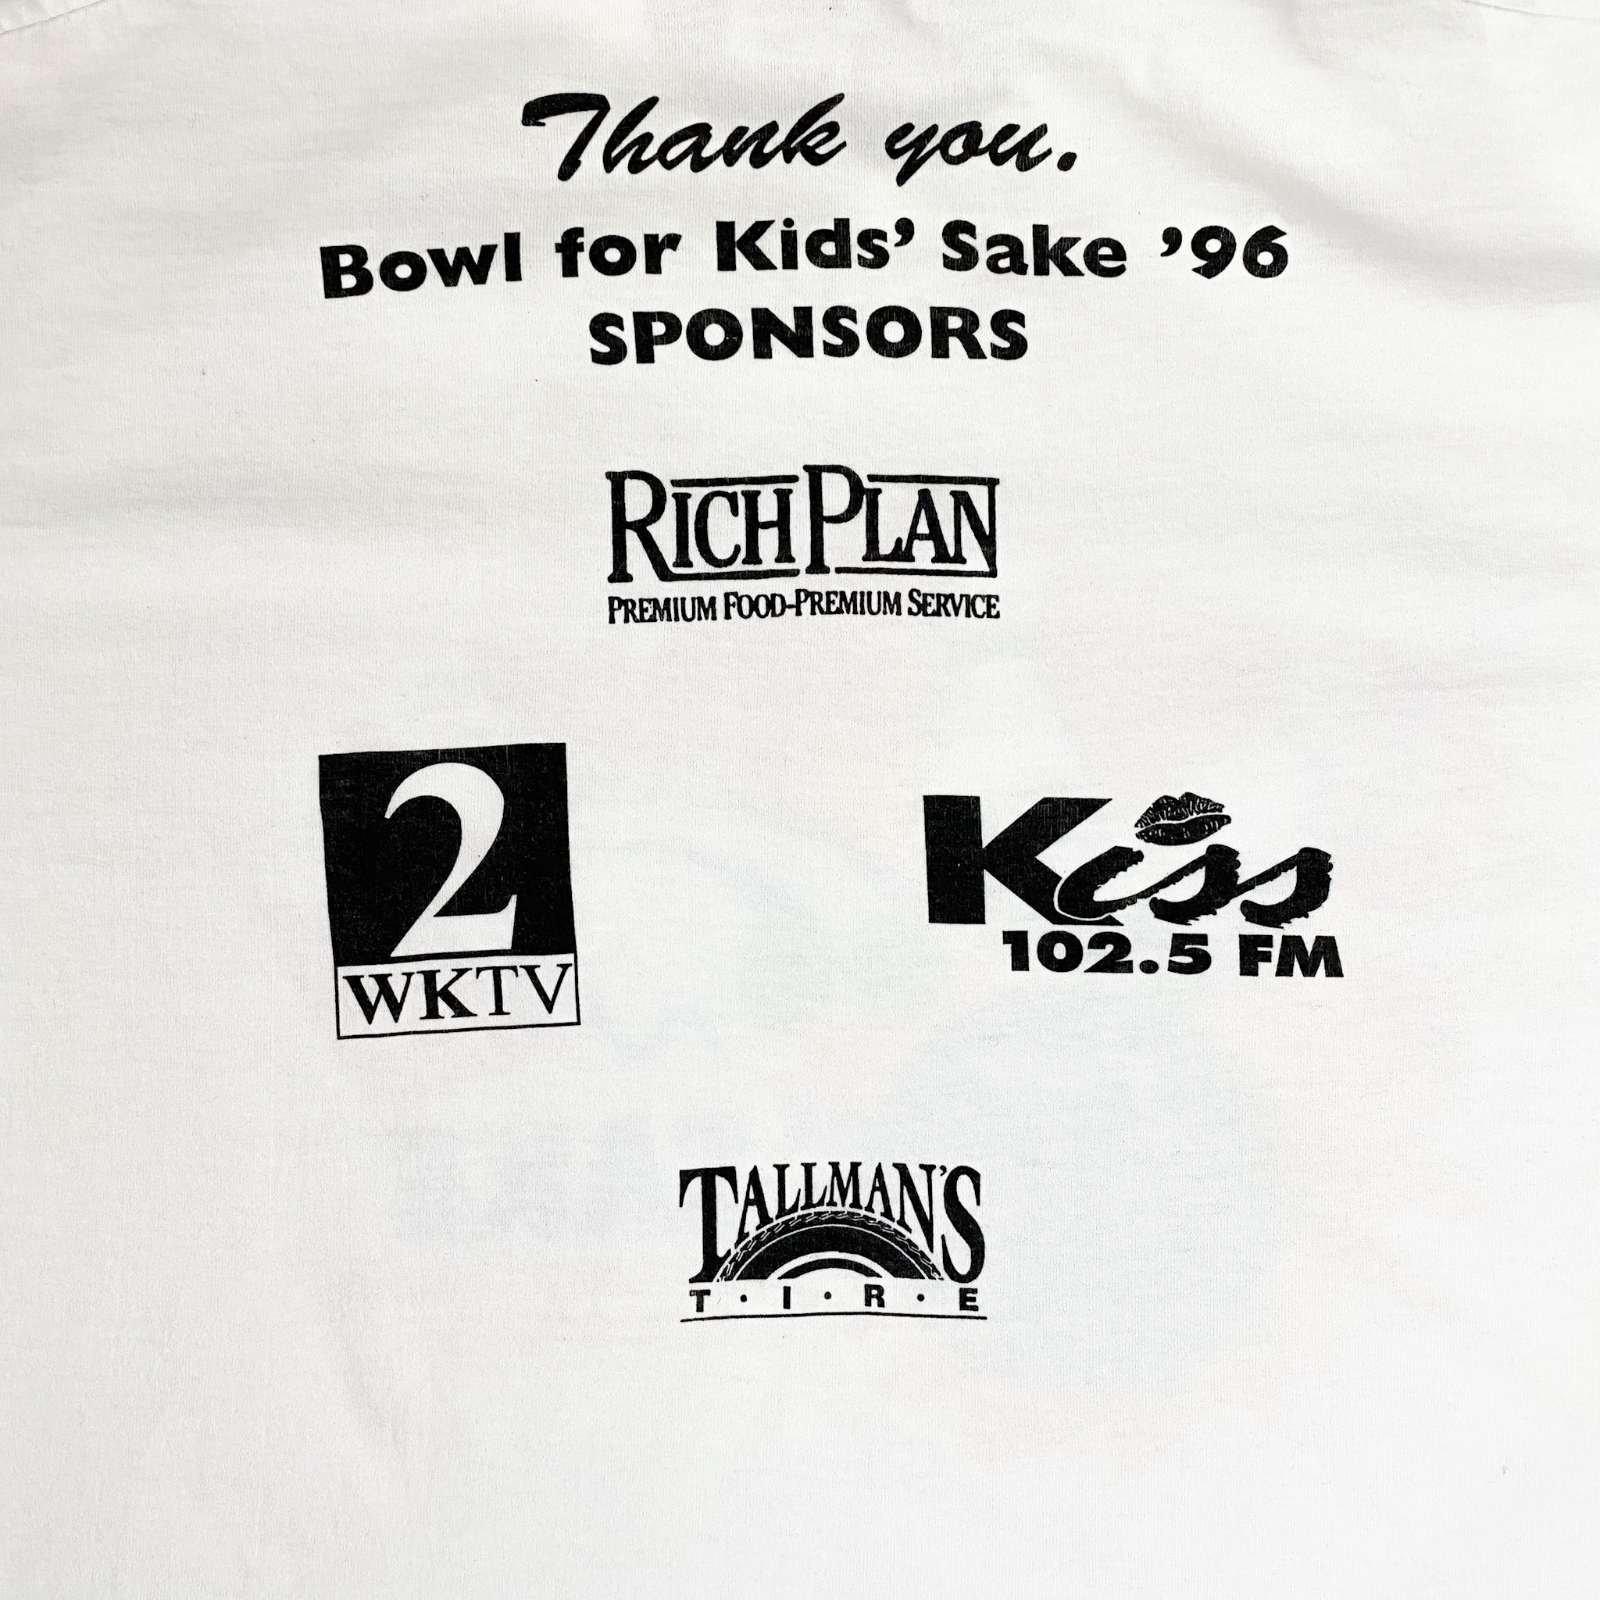 Thank you.
Bowl for Kids’ Sake ’96
SPONSORS
RICH PLAN
PREMIUM FOOD-PREMIUM SERVICE
2
WKTV
Kiss
102.5 FM
TALLMAN'S
T·I·R·E